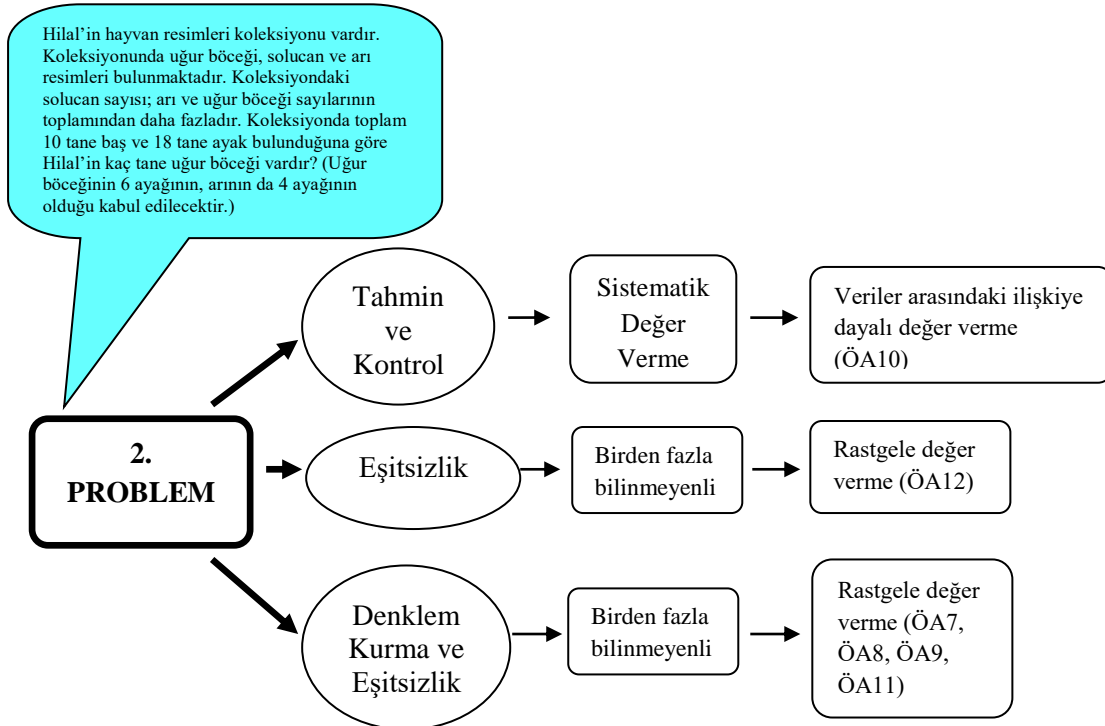 Hilal’in hayvan resimleri koleksiyonu vardır.
Koleksiyonunda uğur böceği, solucan ve arı
resimleri bulunmaktadır. Koleksiyondaki
solucan sayısı; arı ve uğur böceği sayılarının
toplamından daha fazladır. Koleksiyonda toplam
10 tane baş ve 18 tane ayak bulunduğuna göre
Hilal’in kaç tane uğur böceği vardır? (Uğur
böceğinin 6 ayağının, arının da 4 ayağının
olduğu kabul edilecektir.)
Tahmin
ve
Kontrol
Sistematik
Değer
Verme
Veriler arasındaki ilişkiye
dayalı değer verme
(ÖA10)
2.
PROBLEM
Eşitsizlik
Birden fazla
bilinmeyenli
Rastgele değer
verme (ÖA12)
Denklem
Kurma ve
Eşitsizlik
Birden fazla
bilinmeyenli
Rastgele değer
verme (ÖA7,
ÖA8, ÖA9,
ÖA11)